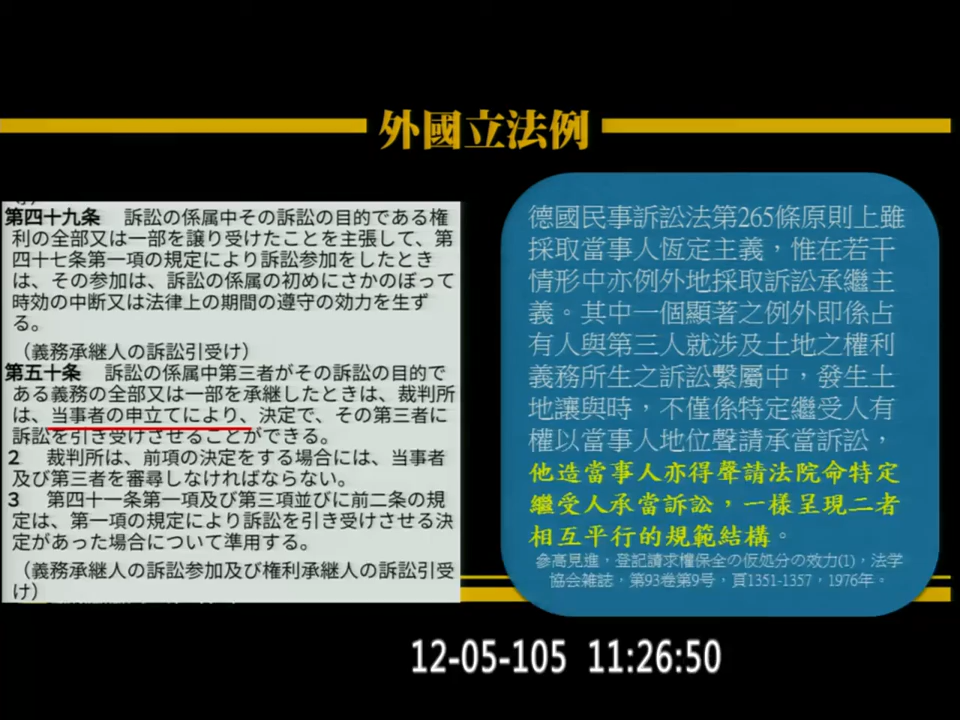 外國立法例
第四十九条　訴訟の係属中その訴訟の目的である権
利の全部又は一部を譲り受けたことを主張して、第
四十七条第一項の規定により訴訟参加をしたとき
は、その参加は、訴訟の係属の初めにさかのぼって
時効の中断又は法律上の期間の遵守の効力を生ず
る。
（義務承継人の訴訟引受け）
第五十条　訴訟の係属中第三者がその訴訟の目的で
ある義務の全部又は一部を承継したときは、裁判所
は、当事者の申立てにより、決定で、その第三者に
訴訟を引き受けさせることができる。
2　裁判所は、前項の決定をする場合には、当事者
及び第三者を審尋しなければならない。
3　第四十一条第一項及び第三項並びに前二条の規
定は、第一項の規定により訴訟を引き受けさせる決
定があった場合について準用する。
（義務承継人の訴訟参加及び権利承継人の訴訟引受
け）
德國民事訴訟法第265條原則上雖
採取當事人恆定主義，惟在若干
情形中亦例外地採取訴訟承繼主
義。其中一個顯著之例外即係占
有人與第三人就涉及土地之權利
義務所生之訴訟繫屬中，發生土
地讓與時，不僅係特定繼受人有
權以當事人地位聲請承當訴訟，
他造當事人亦得聲請法院命特定
繼受人承當訴訟，一樣呈現二者
相互平行的規範結構。
參高見進，登記請求權保全の仮処分の效力(1)，法学
協会雑誌，第93卷第9号，頁1351-1357，1976年。
12-05-105 11:26:50